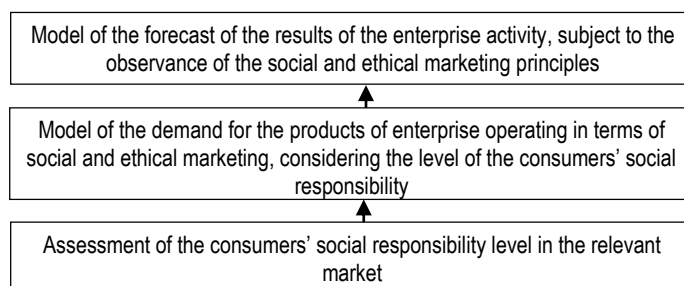 Model of the forecast of the results of the enterprise activity, subject to the
observance of the social and ethical marketing principles
Model of the demand for the products of enterprise operating in terms of
social and ethical marketing, considering the level of the consumers’ social
responsibility
Assessment of the consumers’ social responsibility level in the relevant
market